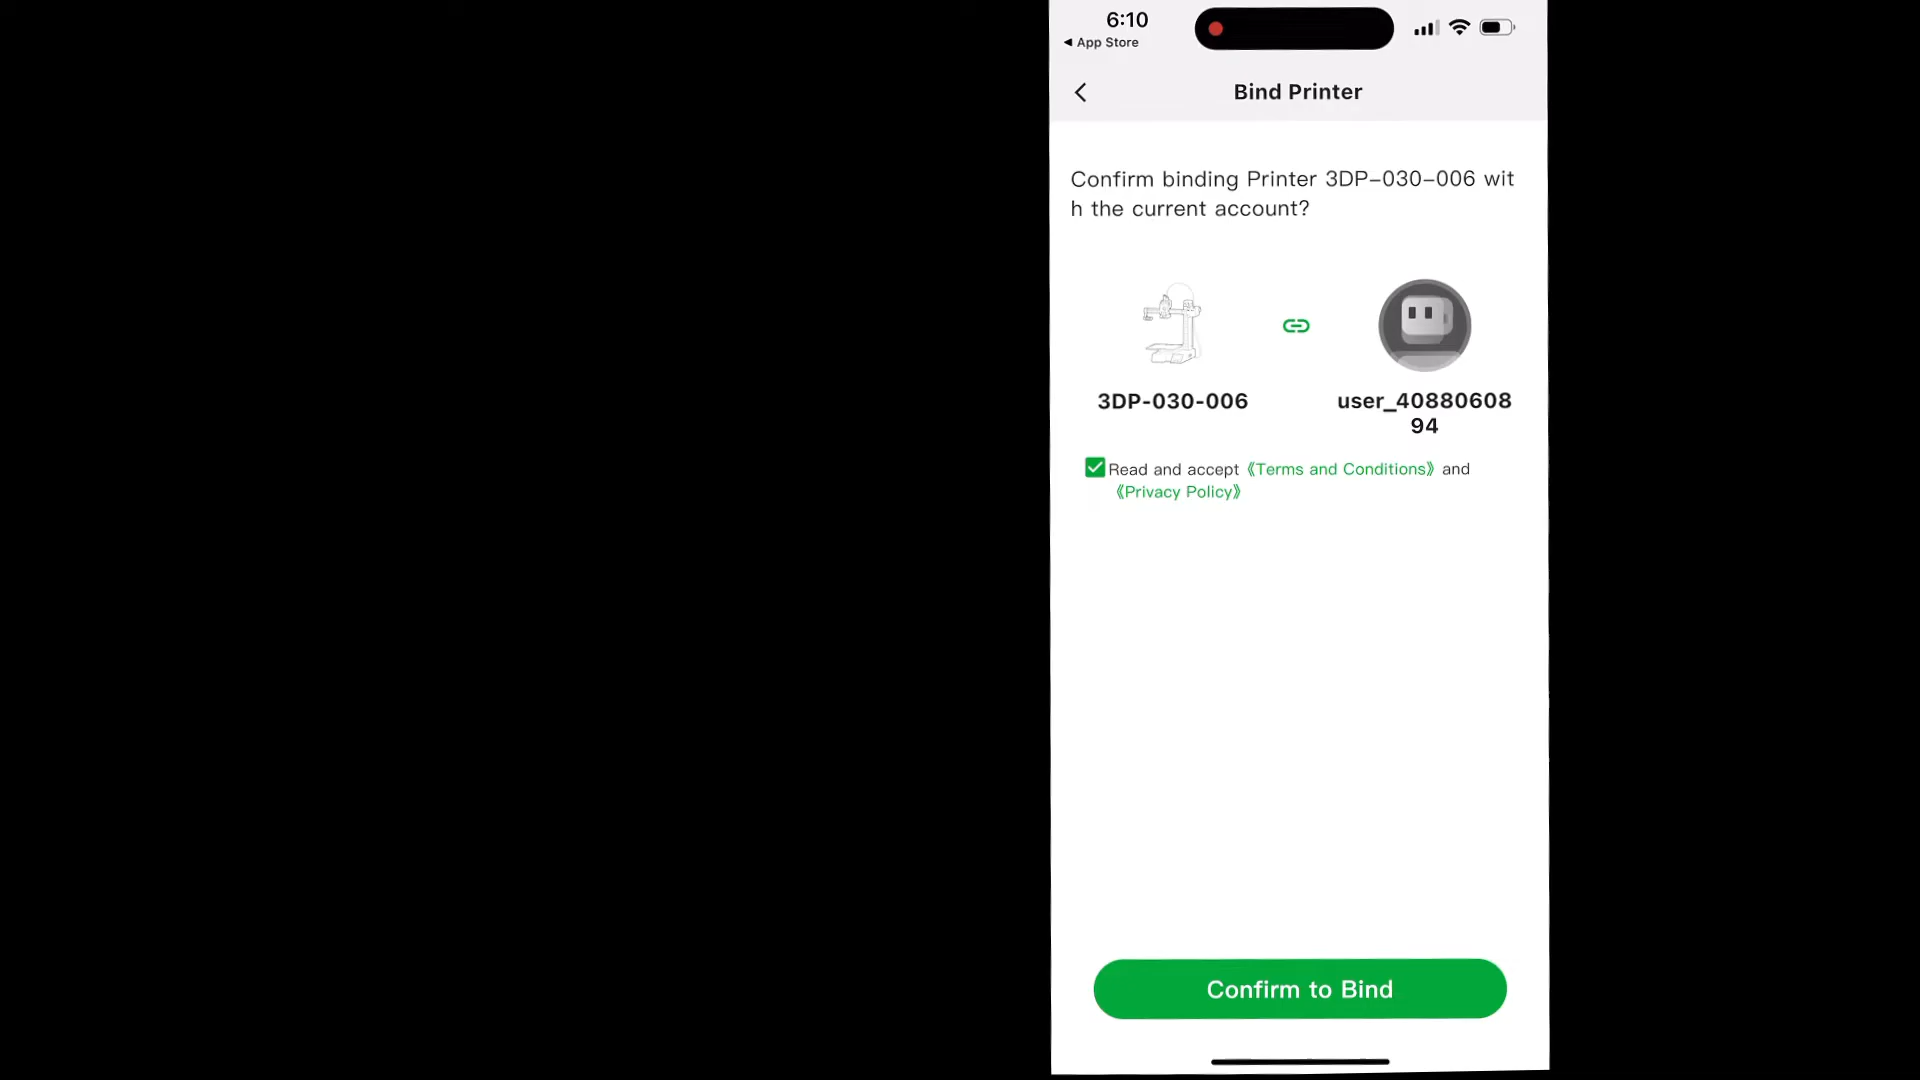 6:10
◀ App Store
Bind Printer
Confirm binding Printer 3DP-030-006 wit
h the current account?
3DP-030-006
user_40880608
94
Read and accept 《Terms and Conditions》 and
《Privacy Policy》
Confirm to Bind